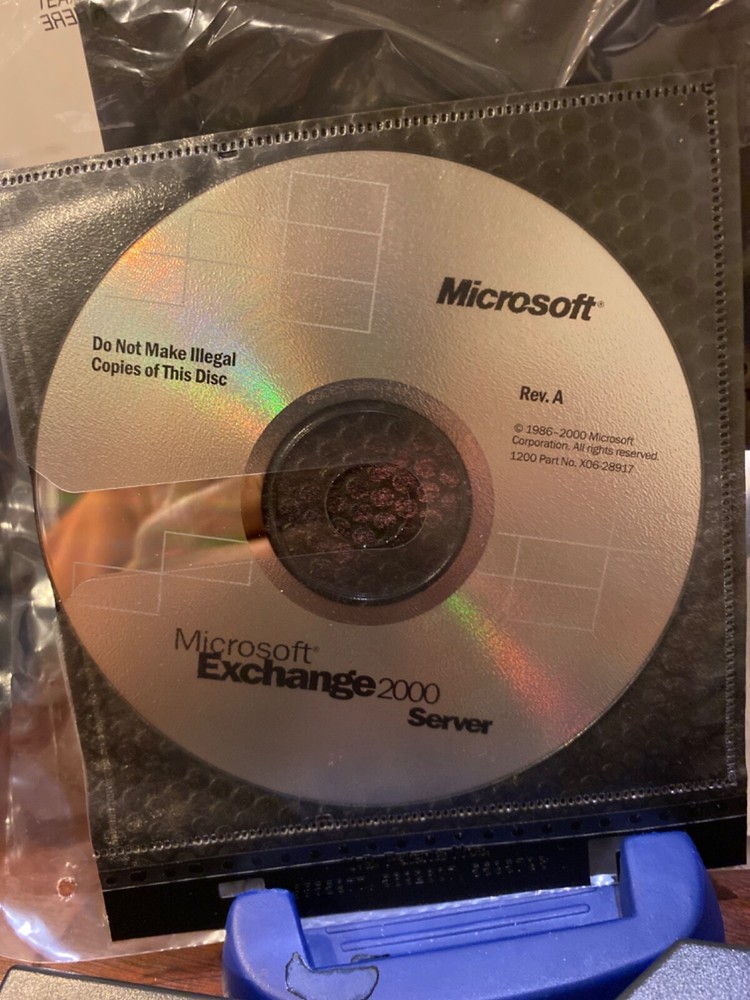 Microsoft®
Do Not Make Illegal
Copies of This Disc
Rev. A
© 1986–2000 Microsoft
Corporation. All rights reserved.
1200 Part No. X06-28917
Microsoft®
Exchange 2000
Server